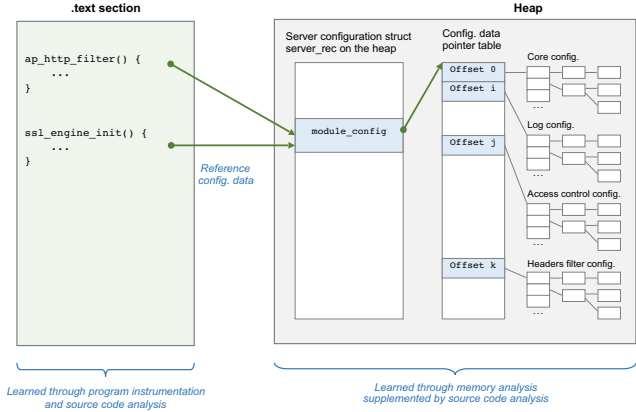 .text section
Heap
ap_http_filter() {
...
}
ssl_engine_init() {
...
}
Reference
config. data
Server configuration struct
server_rec on the heap
module_config
Config. data
pointer table
Offset 0
Offset i
Offset j
Offset k
Core config.
...
Log config.
...
Access control config.
...
Headers filter config.
...
Learned through program instrumentation
and source code analysis
Learned through memory analysis
supplemented by source code analysis